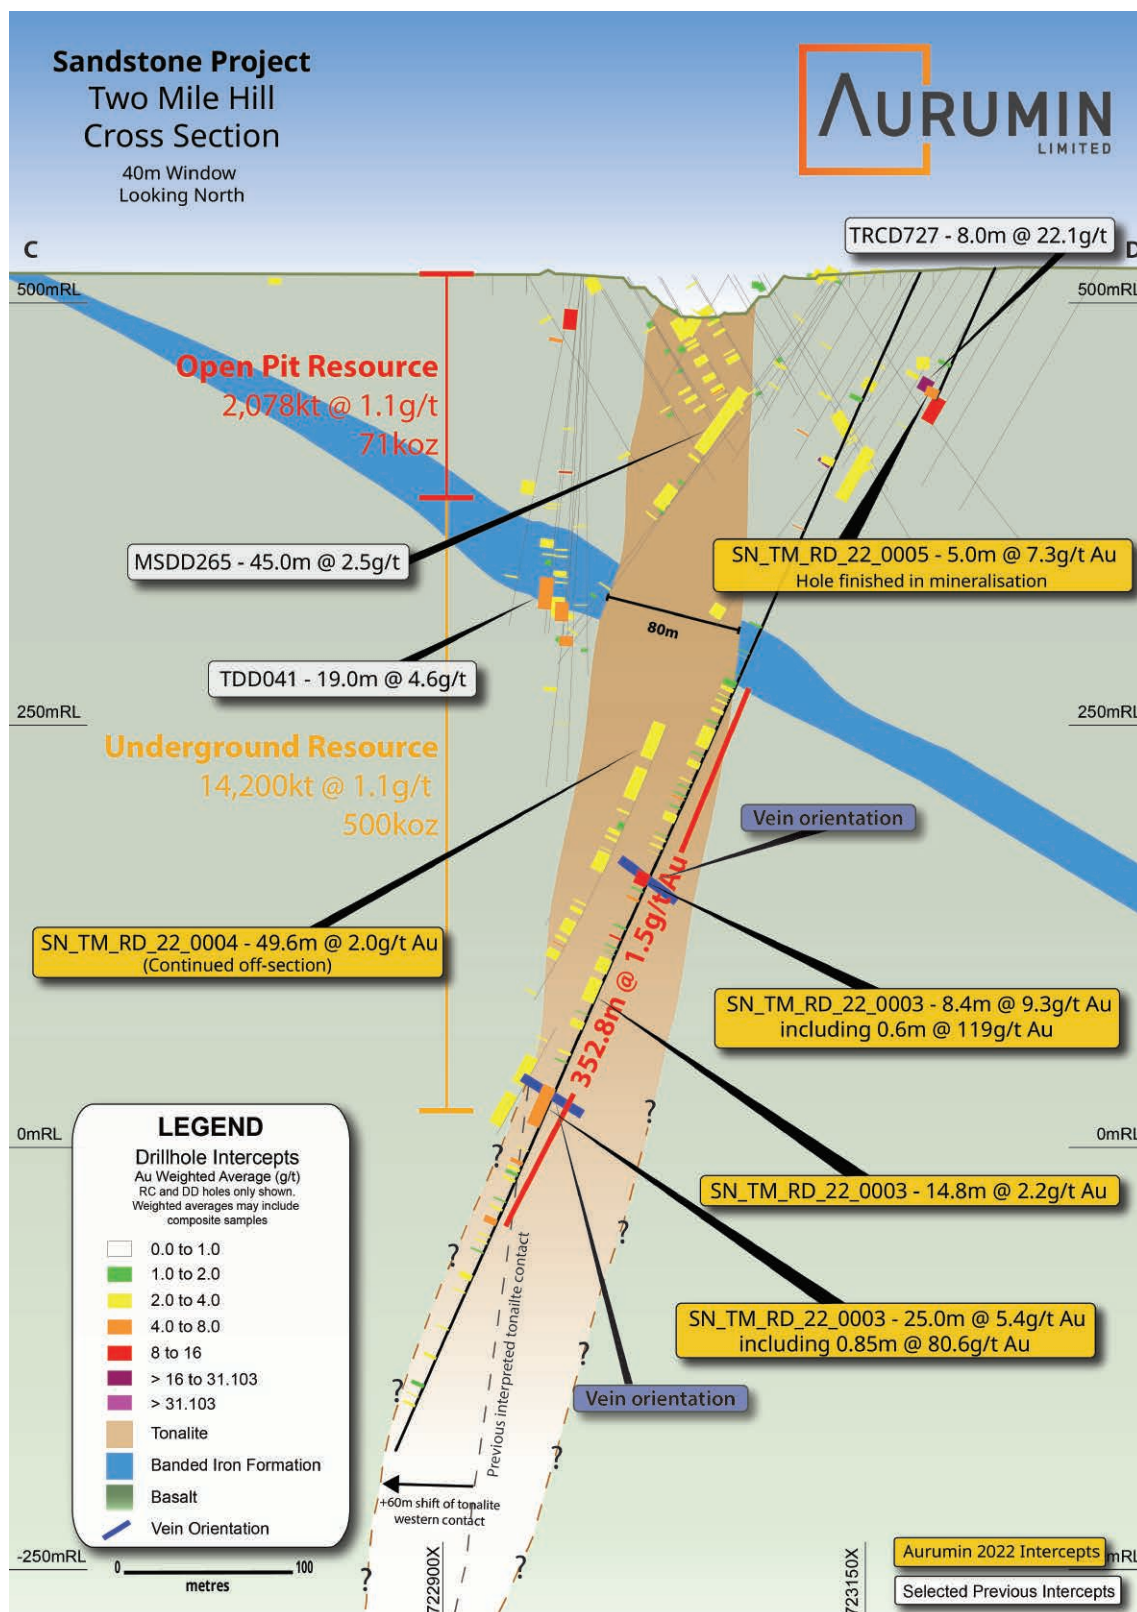 Sandstone Project
Two Mile Hill
Cross Section
40m Window
Looking North
AURUMIN
LIMITED
C
TRCD727 - 8.0m @ 22.1g/t
D
500mRL
500mRL
Open Pit Resource
2,078kt @ 1.1g/t
71koz
MSDD265 - 45.0m @ 2.5g/t
SN_TM_RD_22_0005 - 5.0m @ 7.3g/t Au
Hole finished in mineralisation
80m
TDD041 - 19.0m @ 4.6g/t
250mRL
250mRL
Underground Resource
14,200kt @ 1.1g/t
500koz
Vein orientation
352.8m @ 1.5g/t Au
SN_TM_RD_22_0004 - 49.6m @ 2.0g/t Au
(Continued off-section)
SN_TM_RD_22_0003 - 8.4m @ 9.3g/t Au
including 0.6m @ 119g/t Au
0mRL
0mRL
SN_TM_RD_22_0003 - 14.8m @ 2.2g/t Au
SN_TM_RD_22_0003 - 25.0m @ 5.4g/t Au
including 0.85m @ 80.6g/t Au
Vein orientation
Previous interpreted tonailte contact
?
?
?
?
?
?
?
?
?
?
+60m shift of tonalite
western contact
LEGEND
Drillhole Intercepts
Au Weighted Average (g/t)
RC and DD holes only shown.
Weighted averages may include
composite samples
0.0 to 1.0
1.0 to 2.0
2.0 to 4.0
4.0 to 8.0
8 to 16
> 16 to 31.103
> 31.103
Tonalite
Banded Iron Formation
Basalt
Vein Orientation
-250mRL
0 100
metres
722900X
723150X
Aurumin 2022 Intercepts
mRL
Selected Previous Intercepts